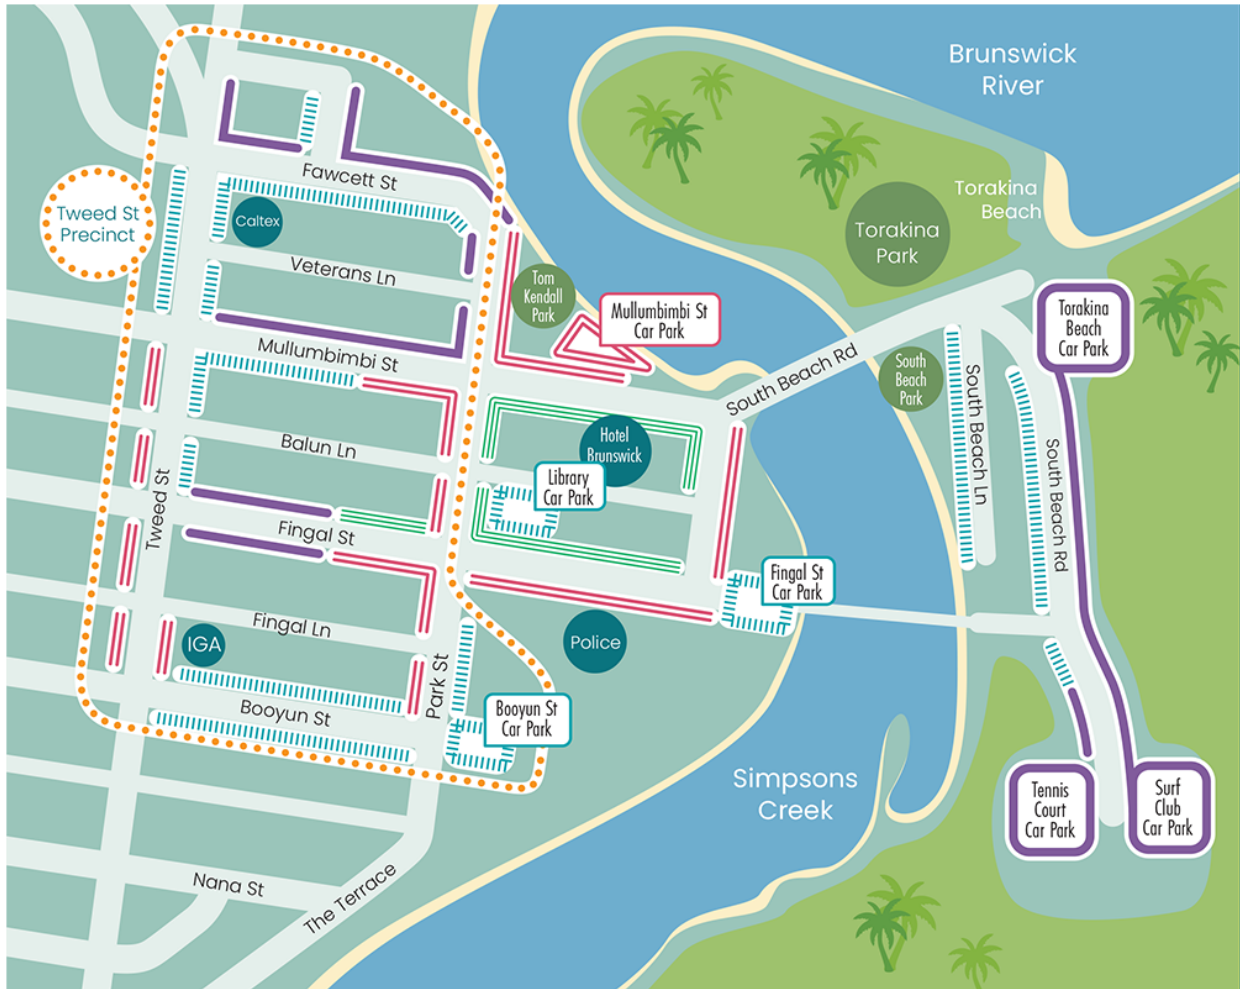 Brunswick
River
Fawcett St
Torakina
Beach
Tweed St
Precinct
Caltex
Torakina
Park
Veterans Ln
Tom
Kendall
Park
Mullumbimbi St
Car Park
Torakina
Beach
Car Park
Mullumbimbi St
South Beach Rd
South
Beach
Park
South Beach Ln
Balun Ln
Hotel
Brunswick
Library
Car Park
South Beach Rd
Tweed St
Fingal St
Fingal St
Car Park
Fingal Ln
IGA
Police
Park St
Booyun St
Booyun St
Car Park
Simpsons
Creek
Tennis
Court
Car Park
Surf
Club
Car Park
Nana St
The Terrace